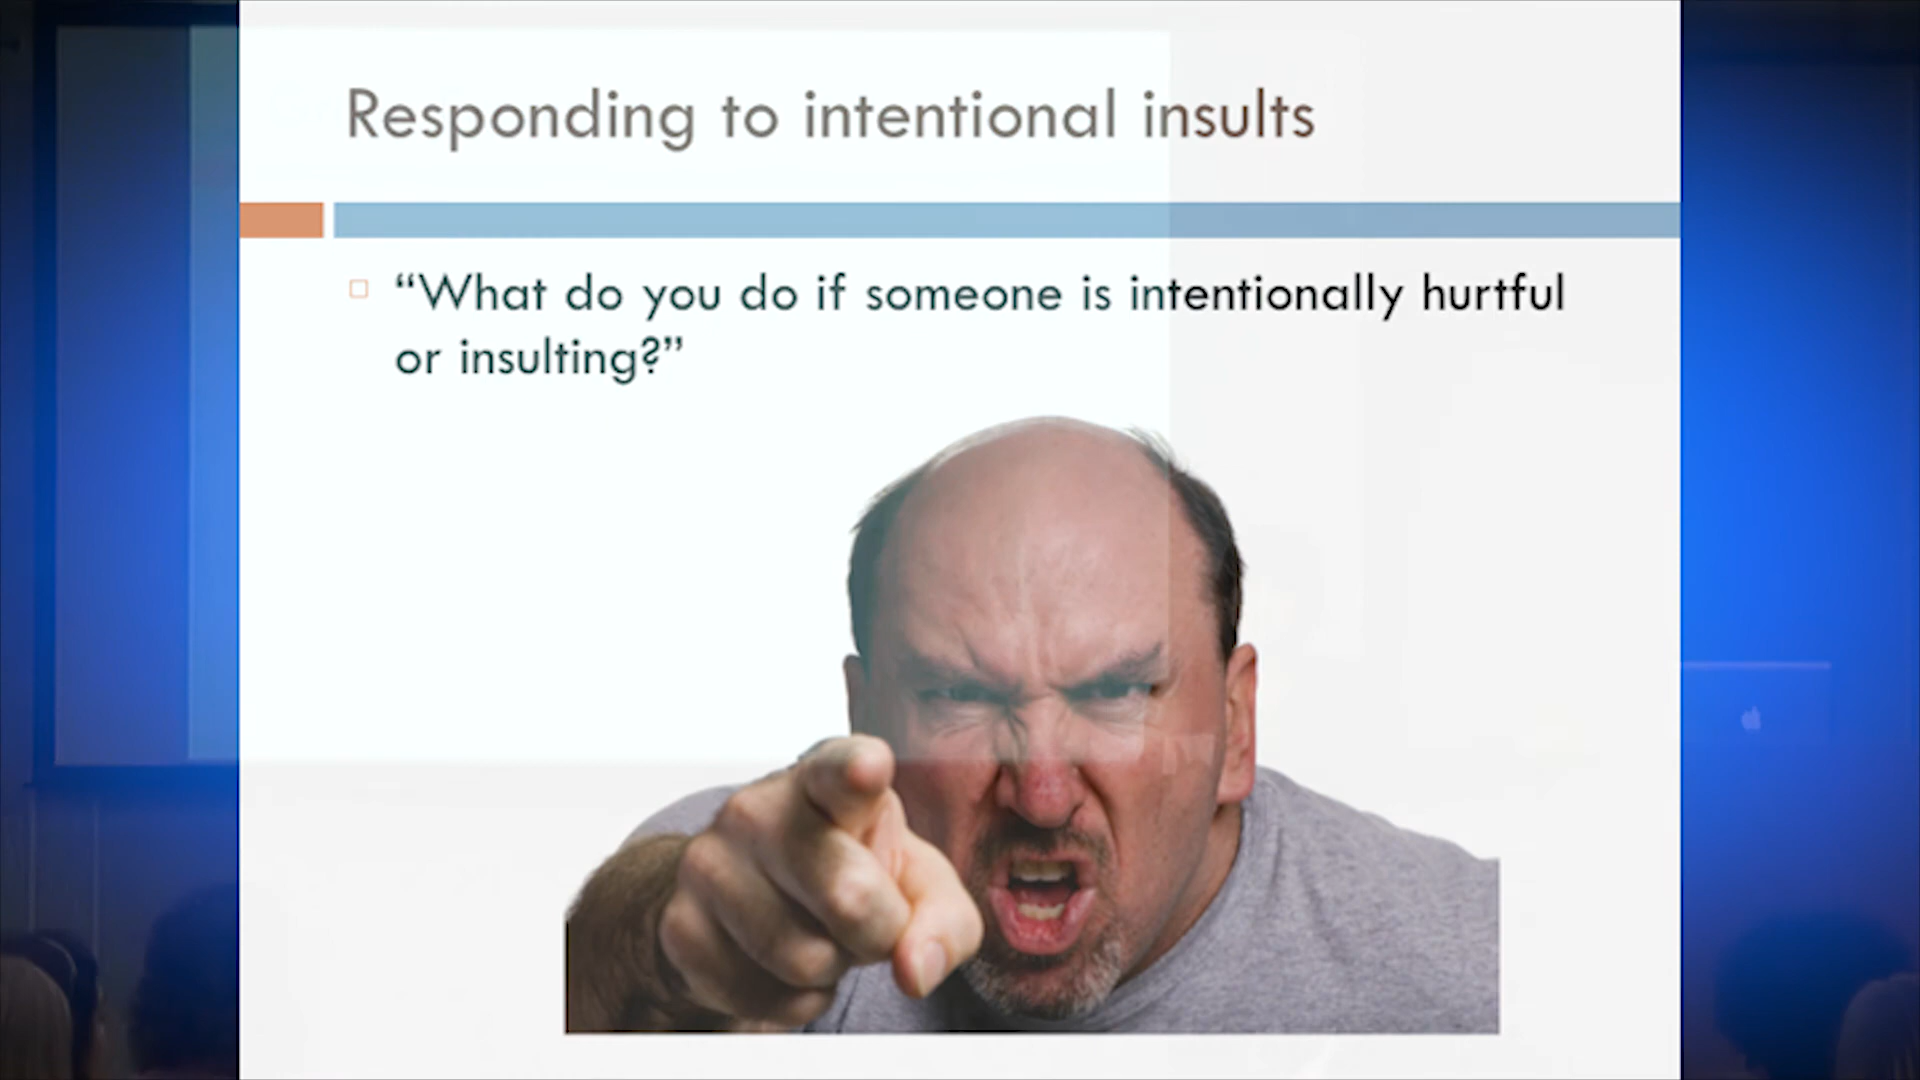 Responding to intentional insults
“What do you do if someone is intentionally hurtful
or insulting?”